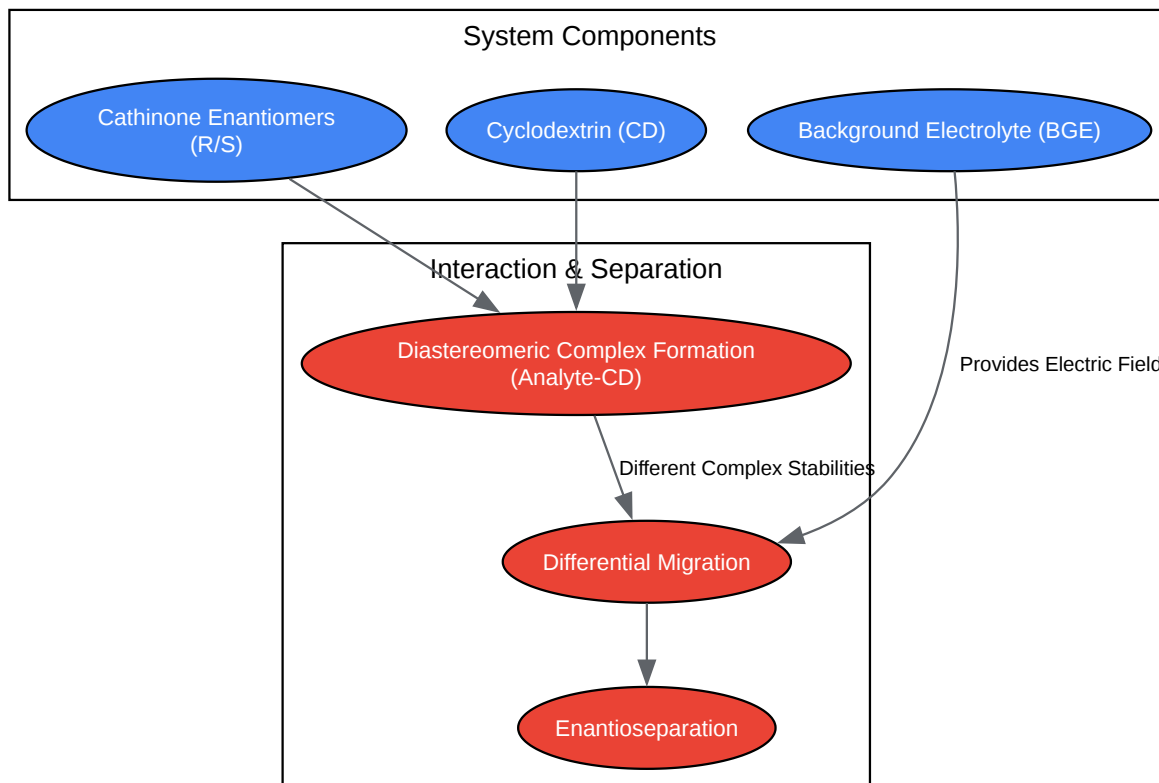 System Components
Cathinone Enantiomers
(R/S)
Cyclodextrin (CD)
Background Electrolyte (BGE)
Interaction & Separation
Diastereomeric Complex Formation
(Analyte-CD)
Provides Electric Field
Different Complex Stabilities
Differential Migration
Enantioseparation